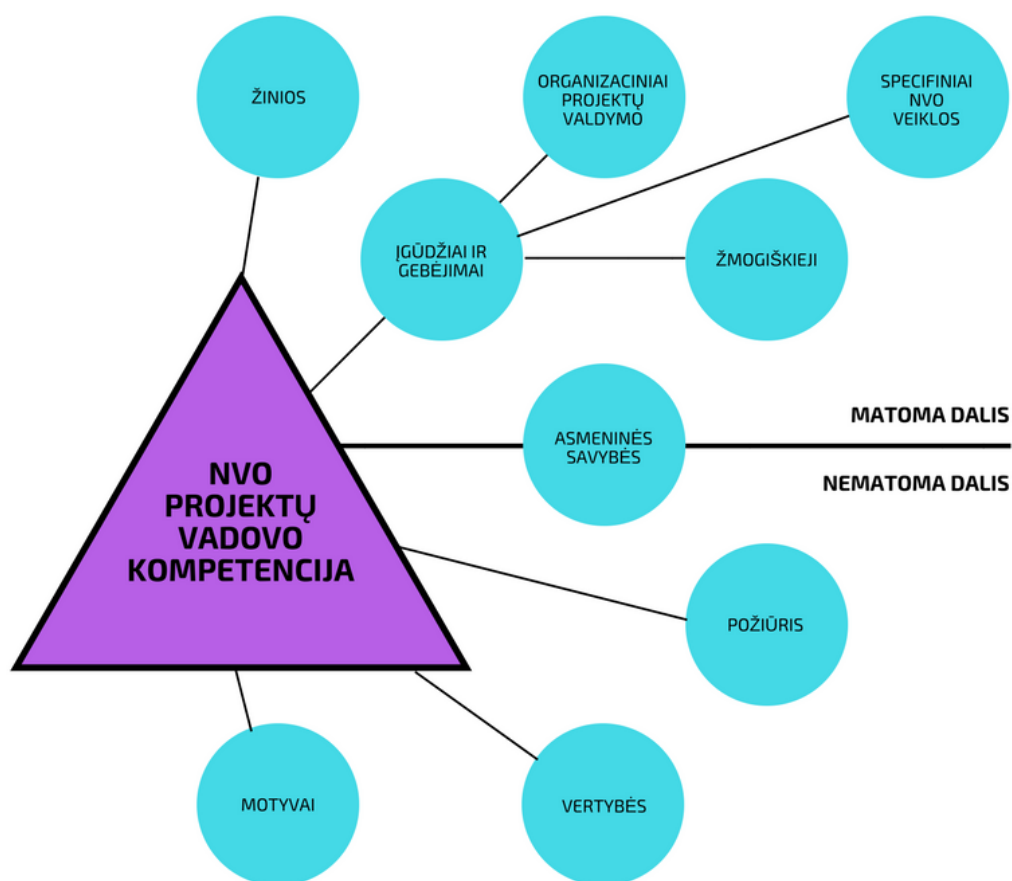 ŽINIOS
ORGANIZACINIAI
PROJEKTŲ
VALDYMO
SPECIFINIAI
NVO
VEIKLOS
ĮGŪDŽIAI IR
GEBĖJIMAI
ŽMOGIŠKIEJI
MATOMA DALIS
ASMENINĖS
SAVYBĖS
NEMATOMA DALIS
NVO
PROJEKTŲ
VADOVO
KOMPETENCIJA
POŽIŪRIS
MOTYVAI
VERTYBĖS